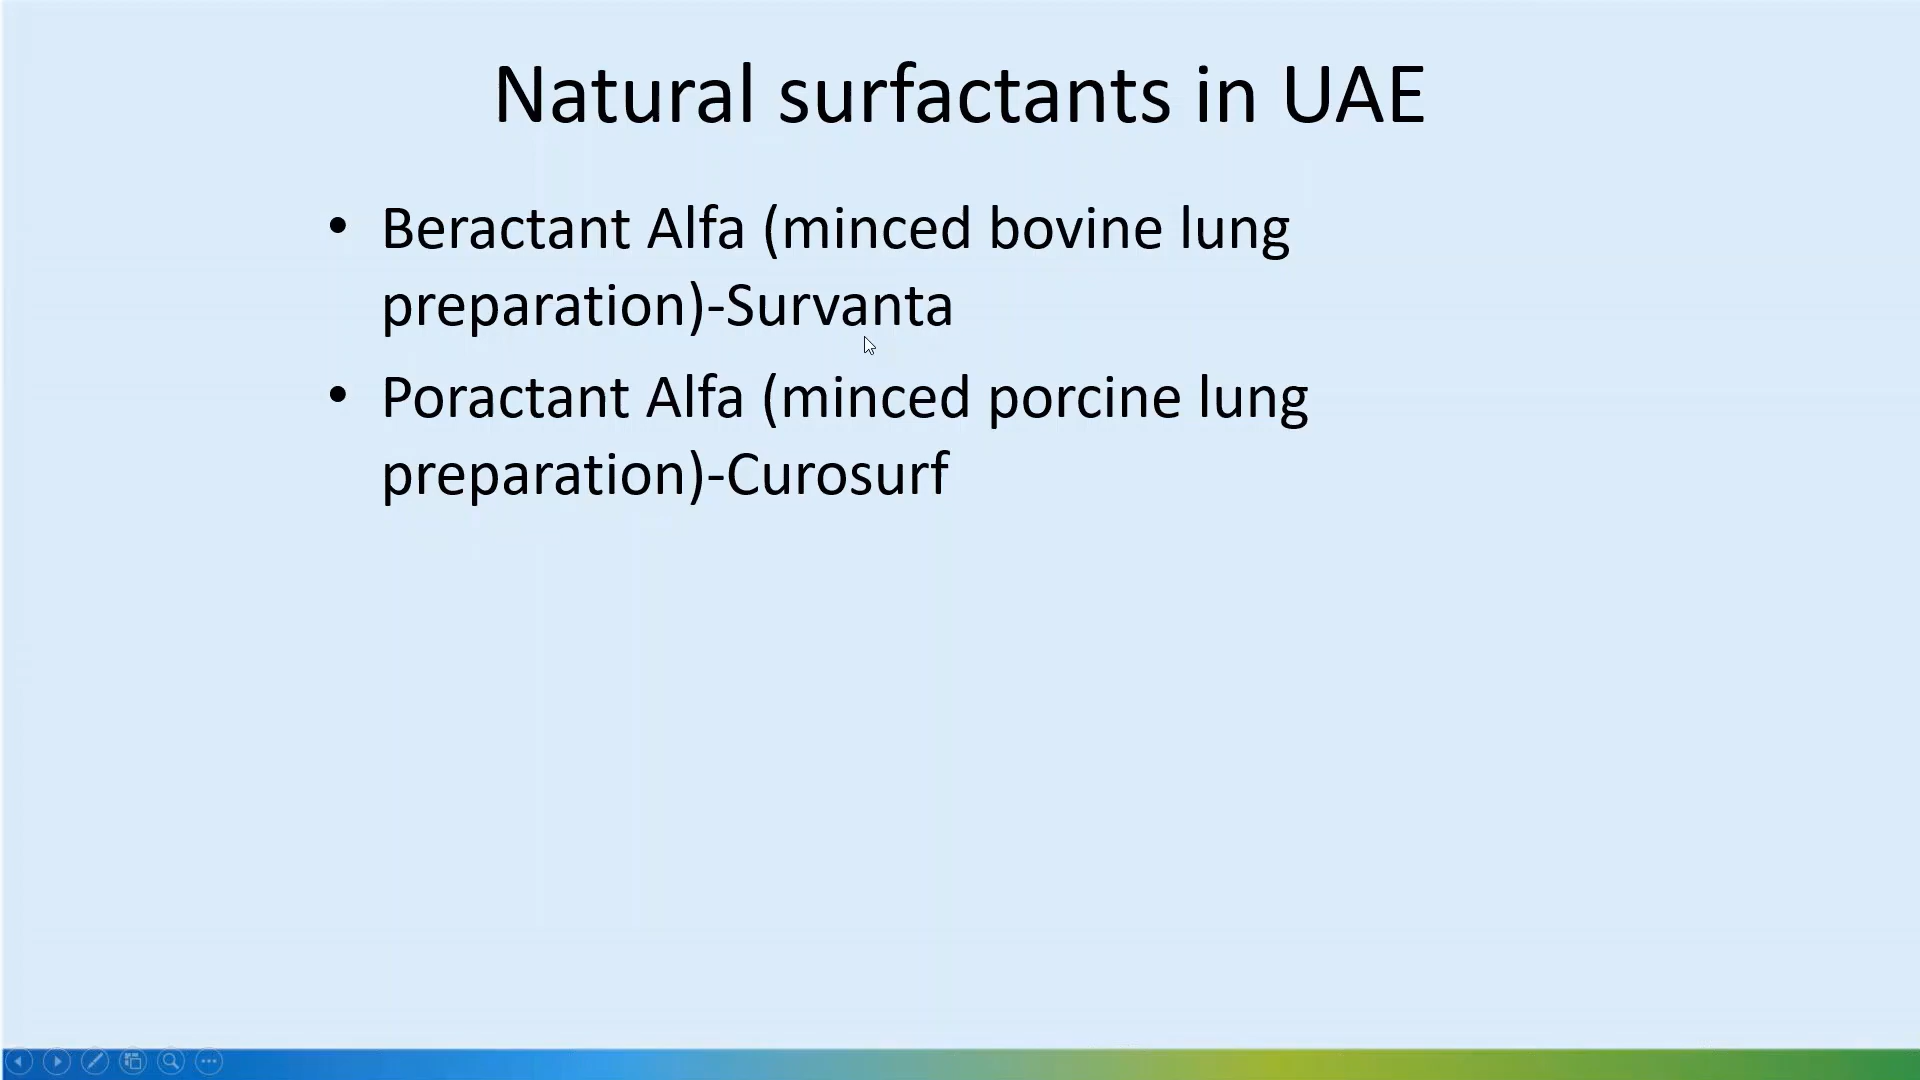 Natural surfactants in UAE
• Beractant Alfa (minced bovine lung
preparation)-Survanta
• Poractant Alfa (minced porcine lung
preparation)-Curosurf